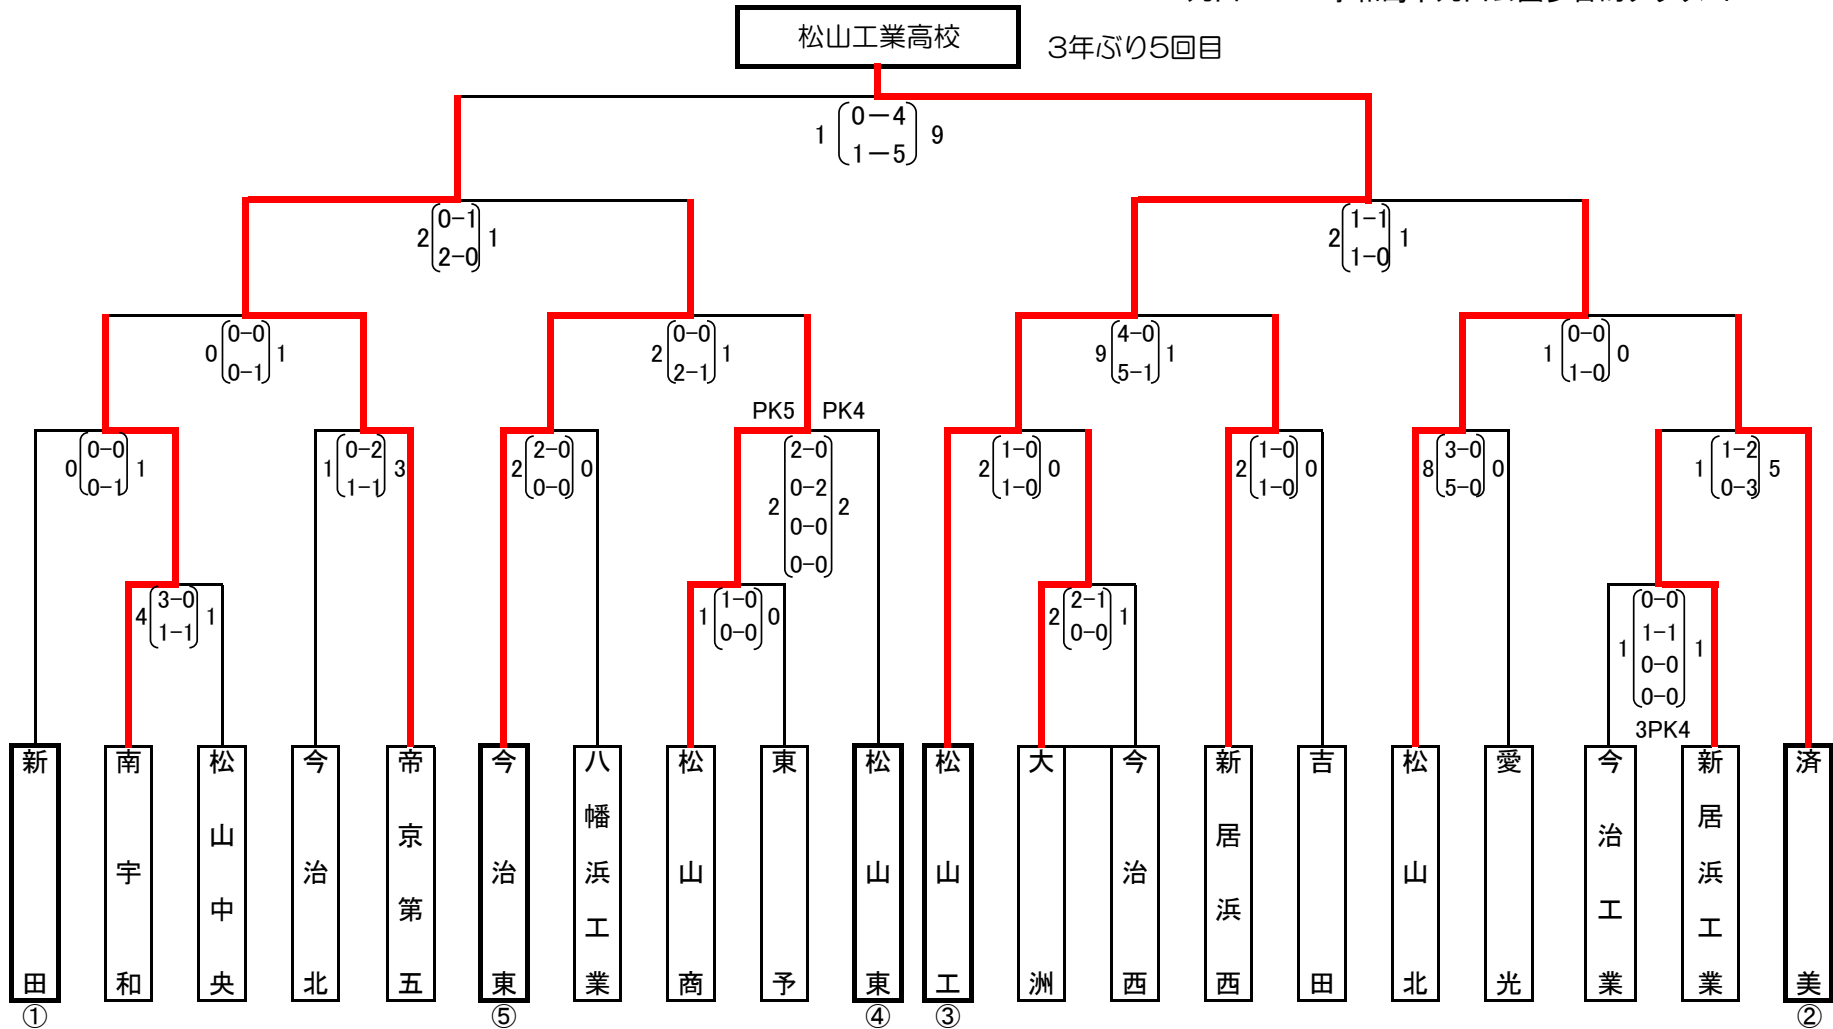 松山工業高校
3年ぶり5回目
1 0－4 9
1－5
2 0-1 1
2-0
2 1-1 1
1-0
0 0-0 1
0-1
2 0-0 1
2-1
9 4-0 1
5-1
1 0-0 0
1-0
PK5 PK4
0 0-0 1
0-1
1 0-2 3
1-1
2 2-0 0
0-0
2 2-0 2
0-2
0-0
0-0
2 1-0 0
1-0
2 1-0 0
1-0
8 3-0 0
5-0
1 1-2 5
0-3
4 3-0 1
1-1
1 1-0 0
0-0
2 2-1 1
0-0
1 0-0 1
1-1
0-0
0-0
3PK4
新田
南宇和
松山中央
今治北
帝京第五
今治東
八幡浜工業
松山商
東予
松山東
松山工
大洲
今治西
新居浜西
吉田
松山北
愛光
今治工業
新居浜工業
済美
① ⑤ ④ ③ ②